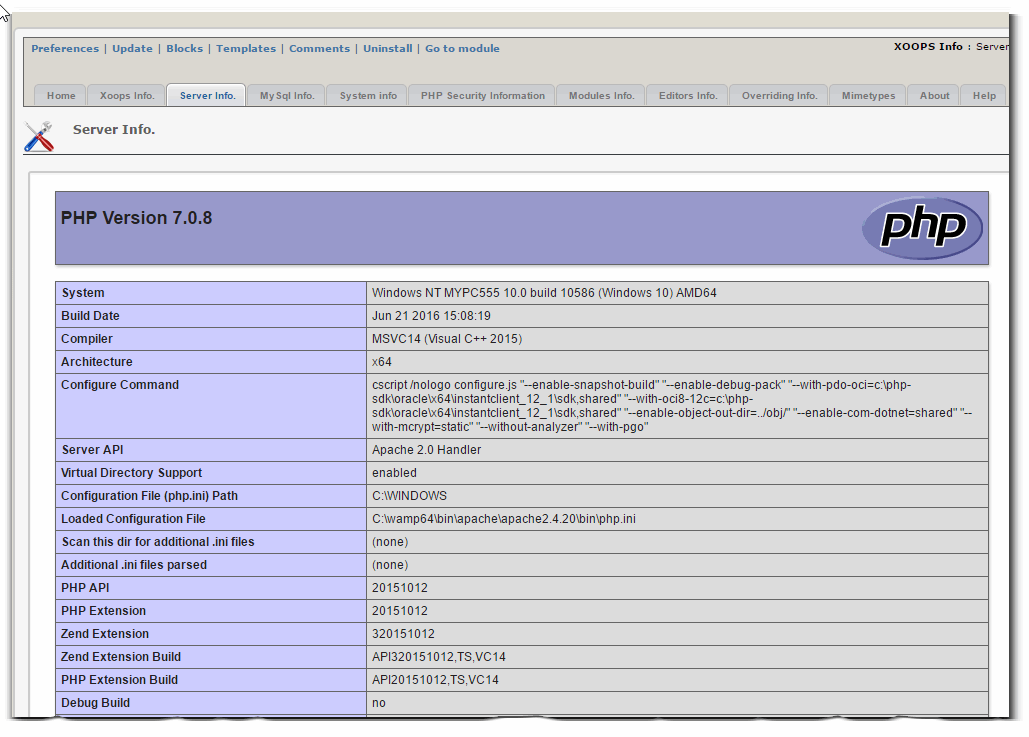 Preferences | Update | Blocks | Templates | Comments | Uninstall | Go to module
XOOPS Info : Server
Home Xoops Info. Server Info. MySql Info. System info PHP Security Information Modules Info. Editors Info. Overriding Info. Mimetypes About Help
Server Info.
PHP Version 7.0.8
php
System Windows NT MYPC555 10.0 build 10586 (Windows 10) AMD64
Build Date Jun 21 2016 15:08:19
Compiler MSVC14 (Visual C++ 2015)
Architecture x64
Configure Command cscript /nologo configure.js "--enable-snapshot-build" "--enable-debug-pack" "--with-pdo-oci=c:\php-
sdk\oracle\x64\instantclient_12_1\sdk,shared" "--with-oci8-12c=c:\php-
sdk\oracle\x64\instantclient_12_1\sdk,shared" "--enable-object-out-dir=../obj/" "--enable-com-dotnet=shared" "--
with-mcrypt=static" "--without-analyzer" "--with-pgo"
Server API Apache 2.0 Handler
Virtual Directory Support enabled
Configuration File (php.ini) Path C:\WINDOWS
Loaded Configuration File C:\wamp64\bin\apache\apache2.4.20\bin\php.ini
Scan this dir for additional .ini files (none)
Additional .ini files parsed (none)
PHP API 20151012
PHP Extension 20151012
Zend Extension 320151012
Zend Extension Build API320151012,TS,VC14
PHP Extension Build API20151012,TS,VC14
Debug Build no